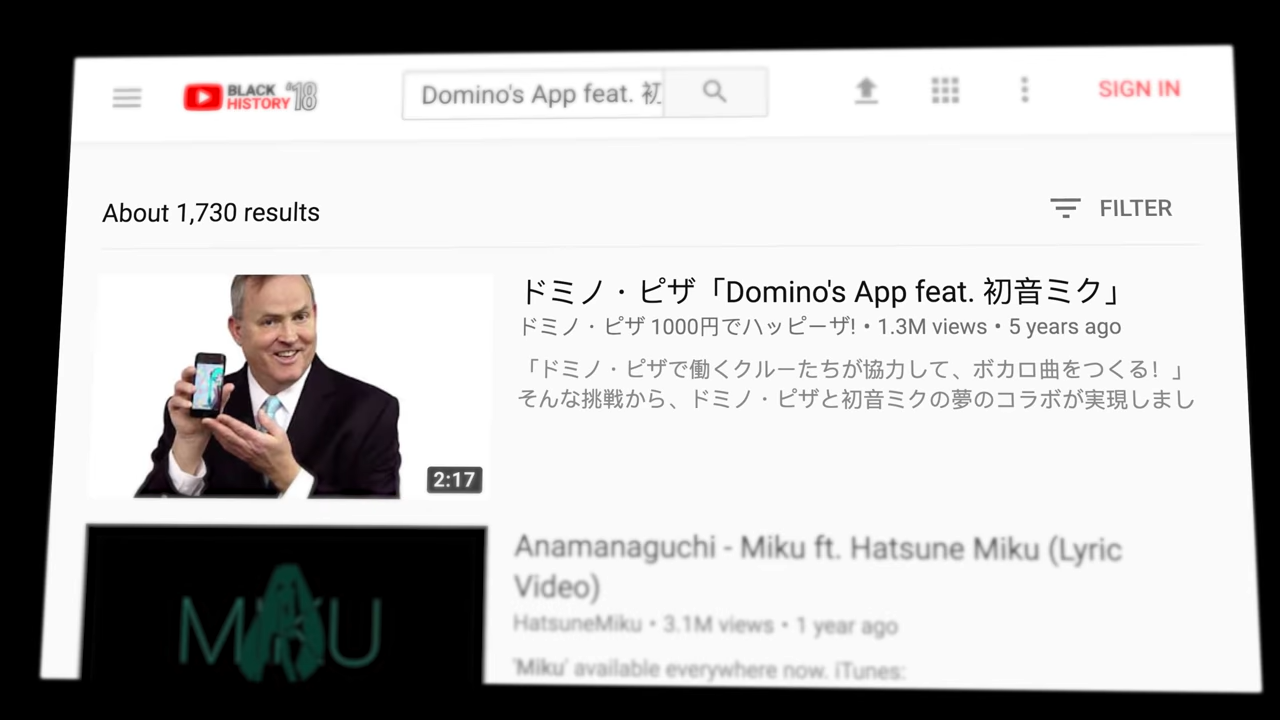 BLACK HISTORY '18
Domino's App feat. 初
SIGN IN
About 1,730 results
FILTER
ドミノ・ピザ「Domino's App feat. 初音ミク」
ドミノ・ピザ 1000円でハッピーザ! • 1.3M views • 5 years ago
「ドミノ・ピザで働くクルーたちが協力して、ボカロ曲をつくる！」
そんな挑戦から、ドミノ・ピザと初音ミクの夢のコラボが実現しまし
2:17
Anamanaguchi - Miku ft. Hatsune Miku (Lyric
Video)
HatsuneMiku • 3.1M views • 1 year ago
'Miku' available everywhere now. iTunes:
MIKU